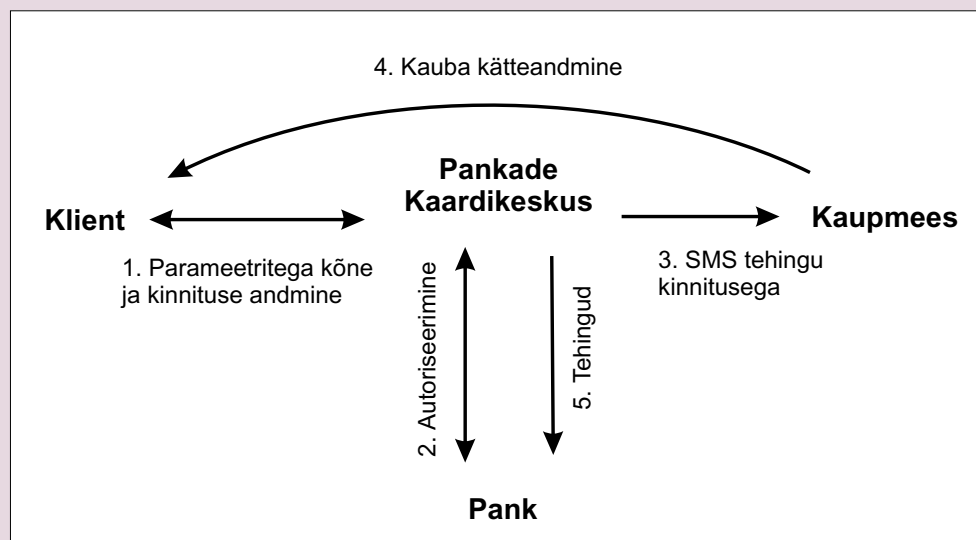 4. Kauba kätteandmine
Pankade
Kaardikeskus
Klient
Kaupmees
1. Parameetritega kõne
ja kinnituse andmine
3. SMS tehingu
kinnitusega
2. Autoriseerimine
5. Tehingud
Pank